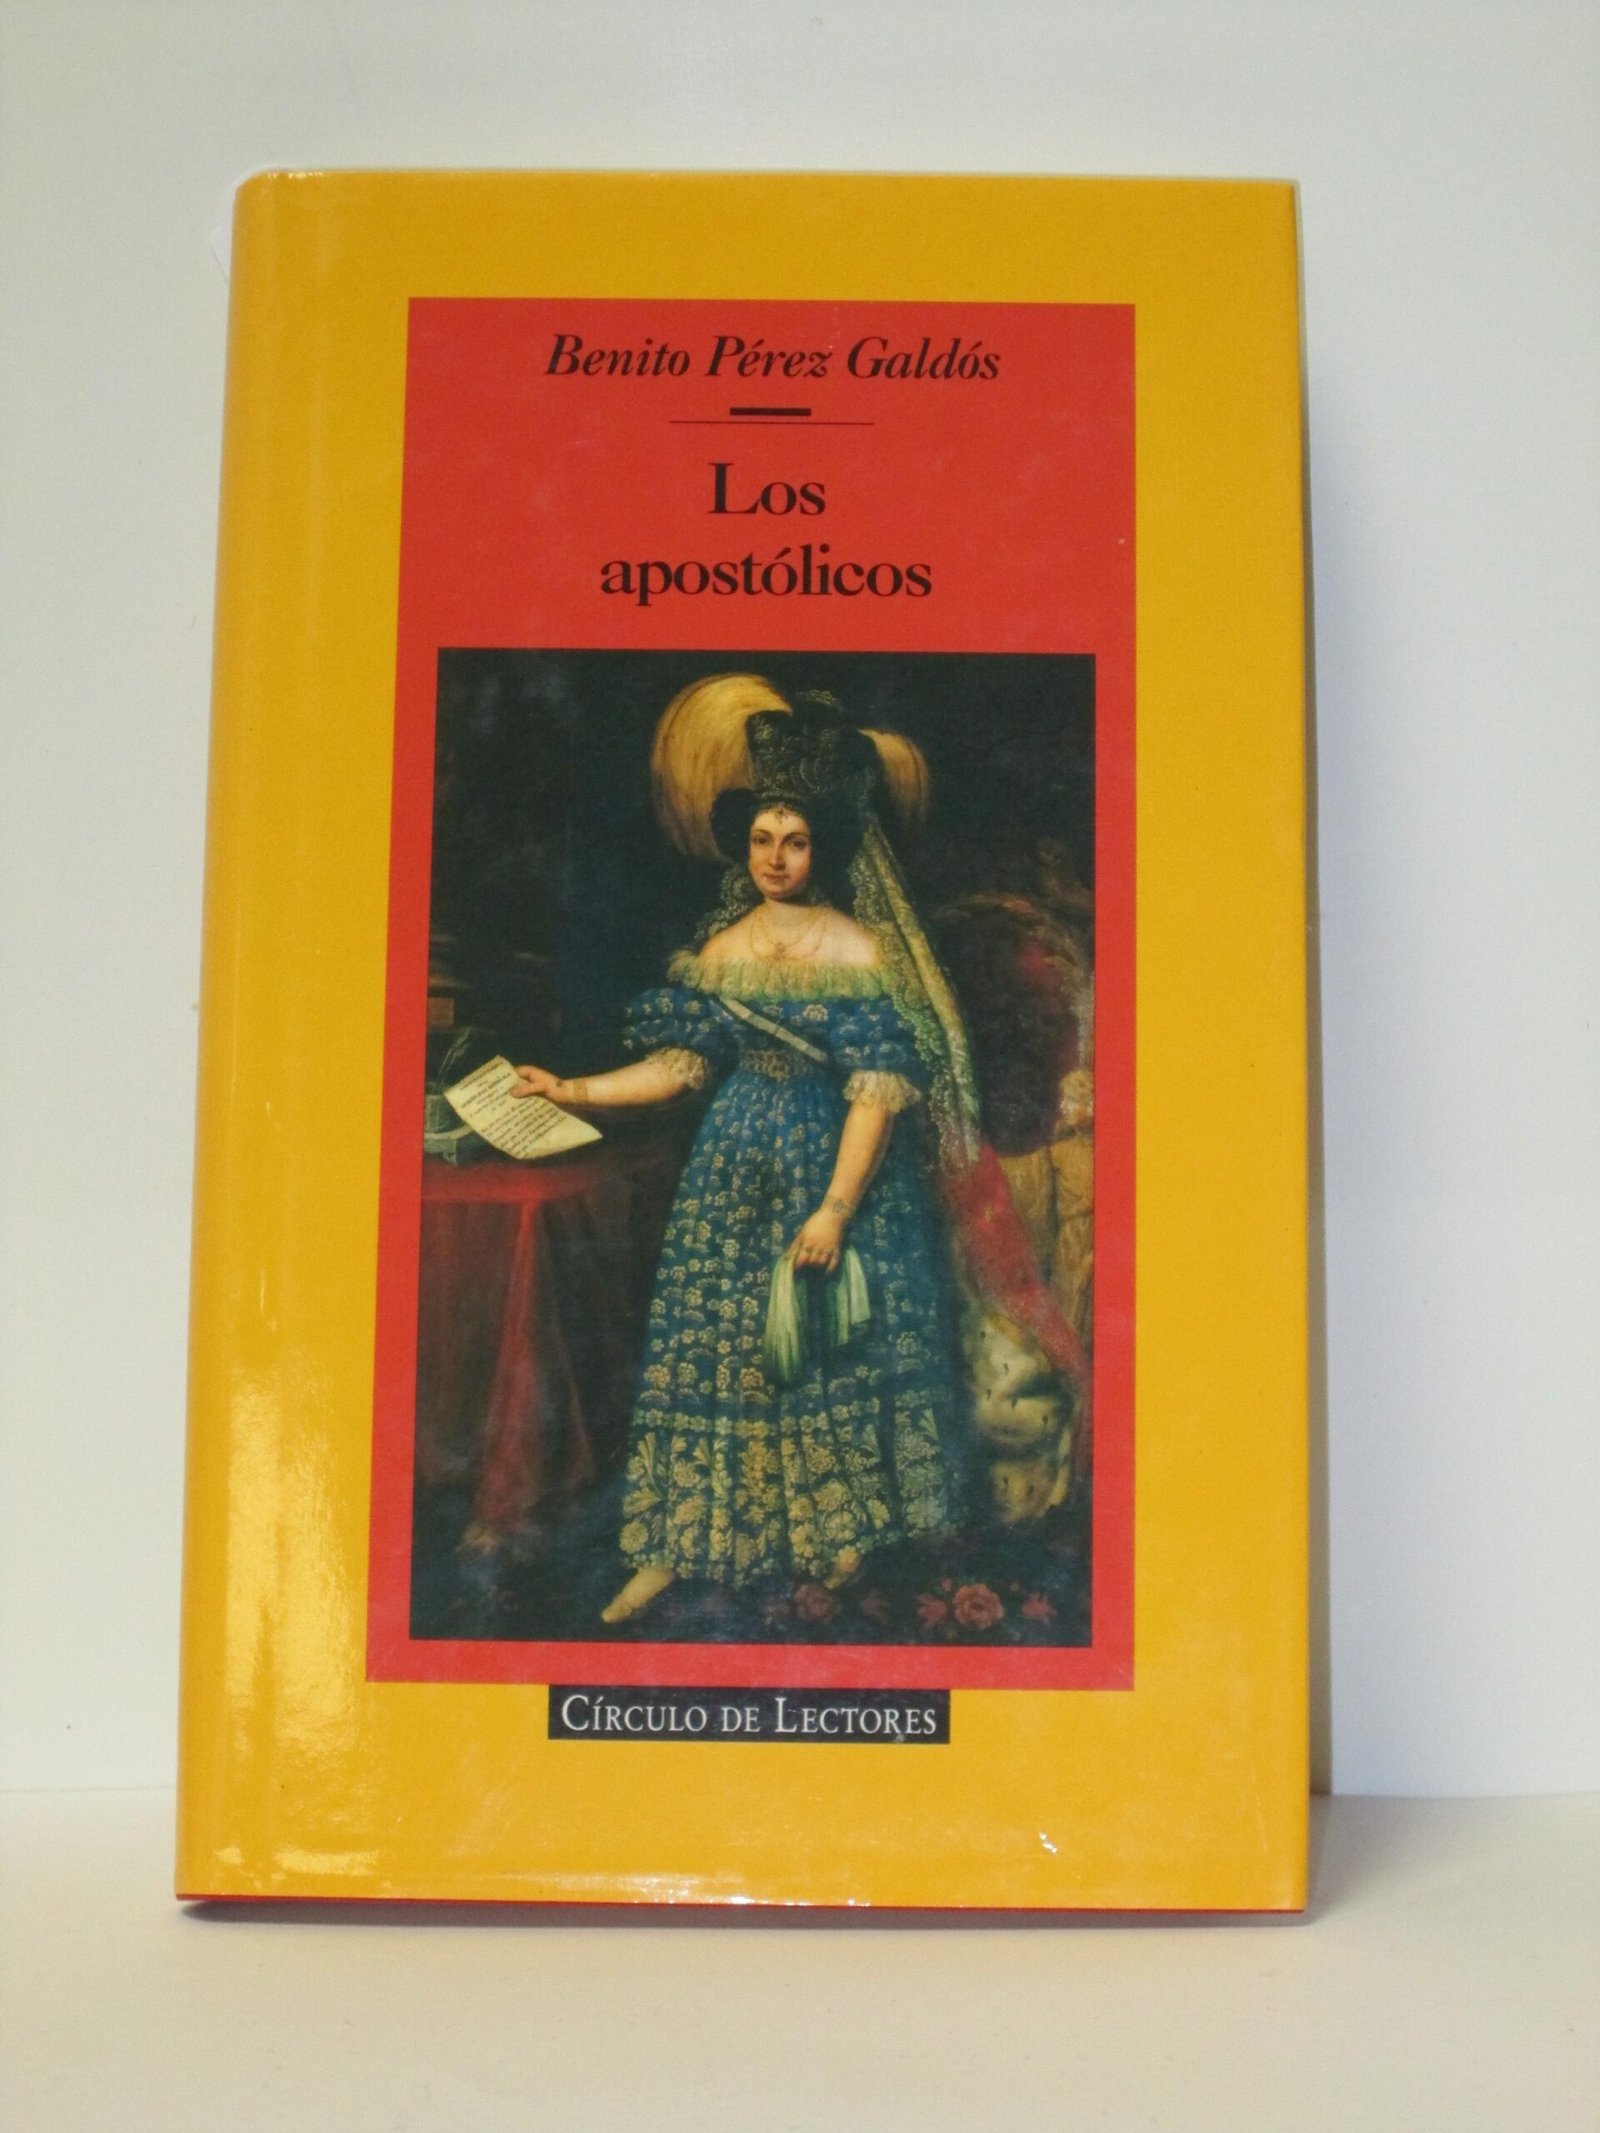 Benito Pérez Galdós
Los
apostólicos
CÍRCULO DE LECTORES